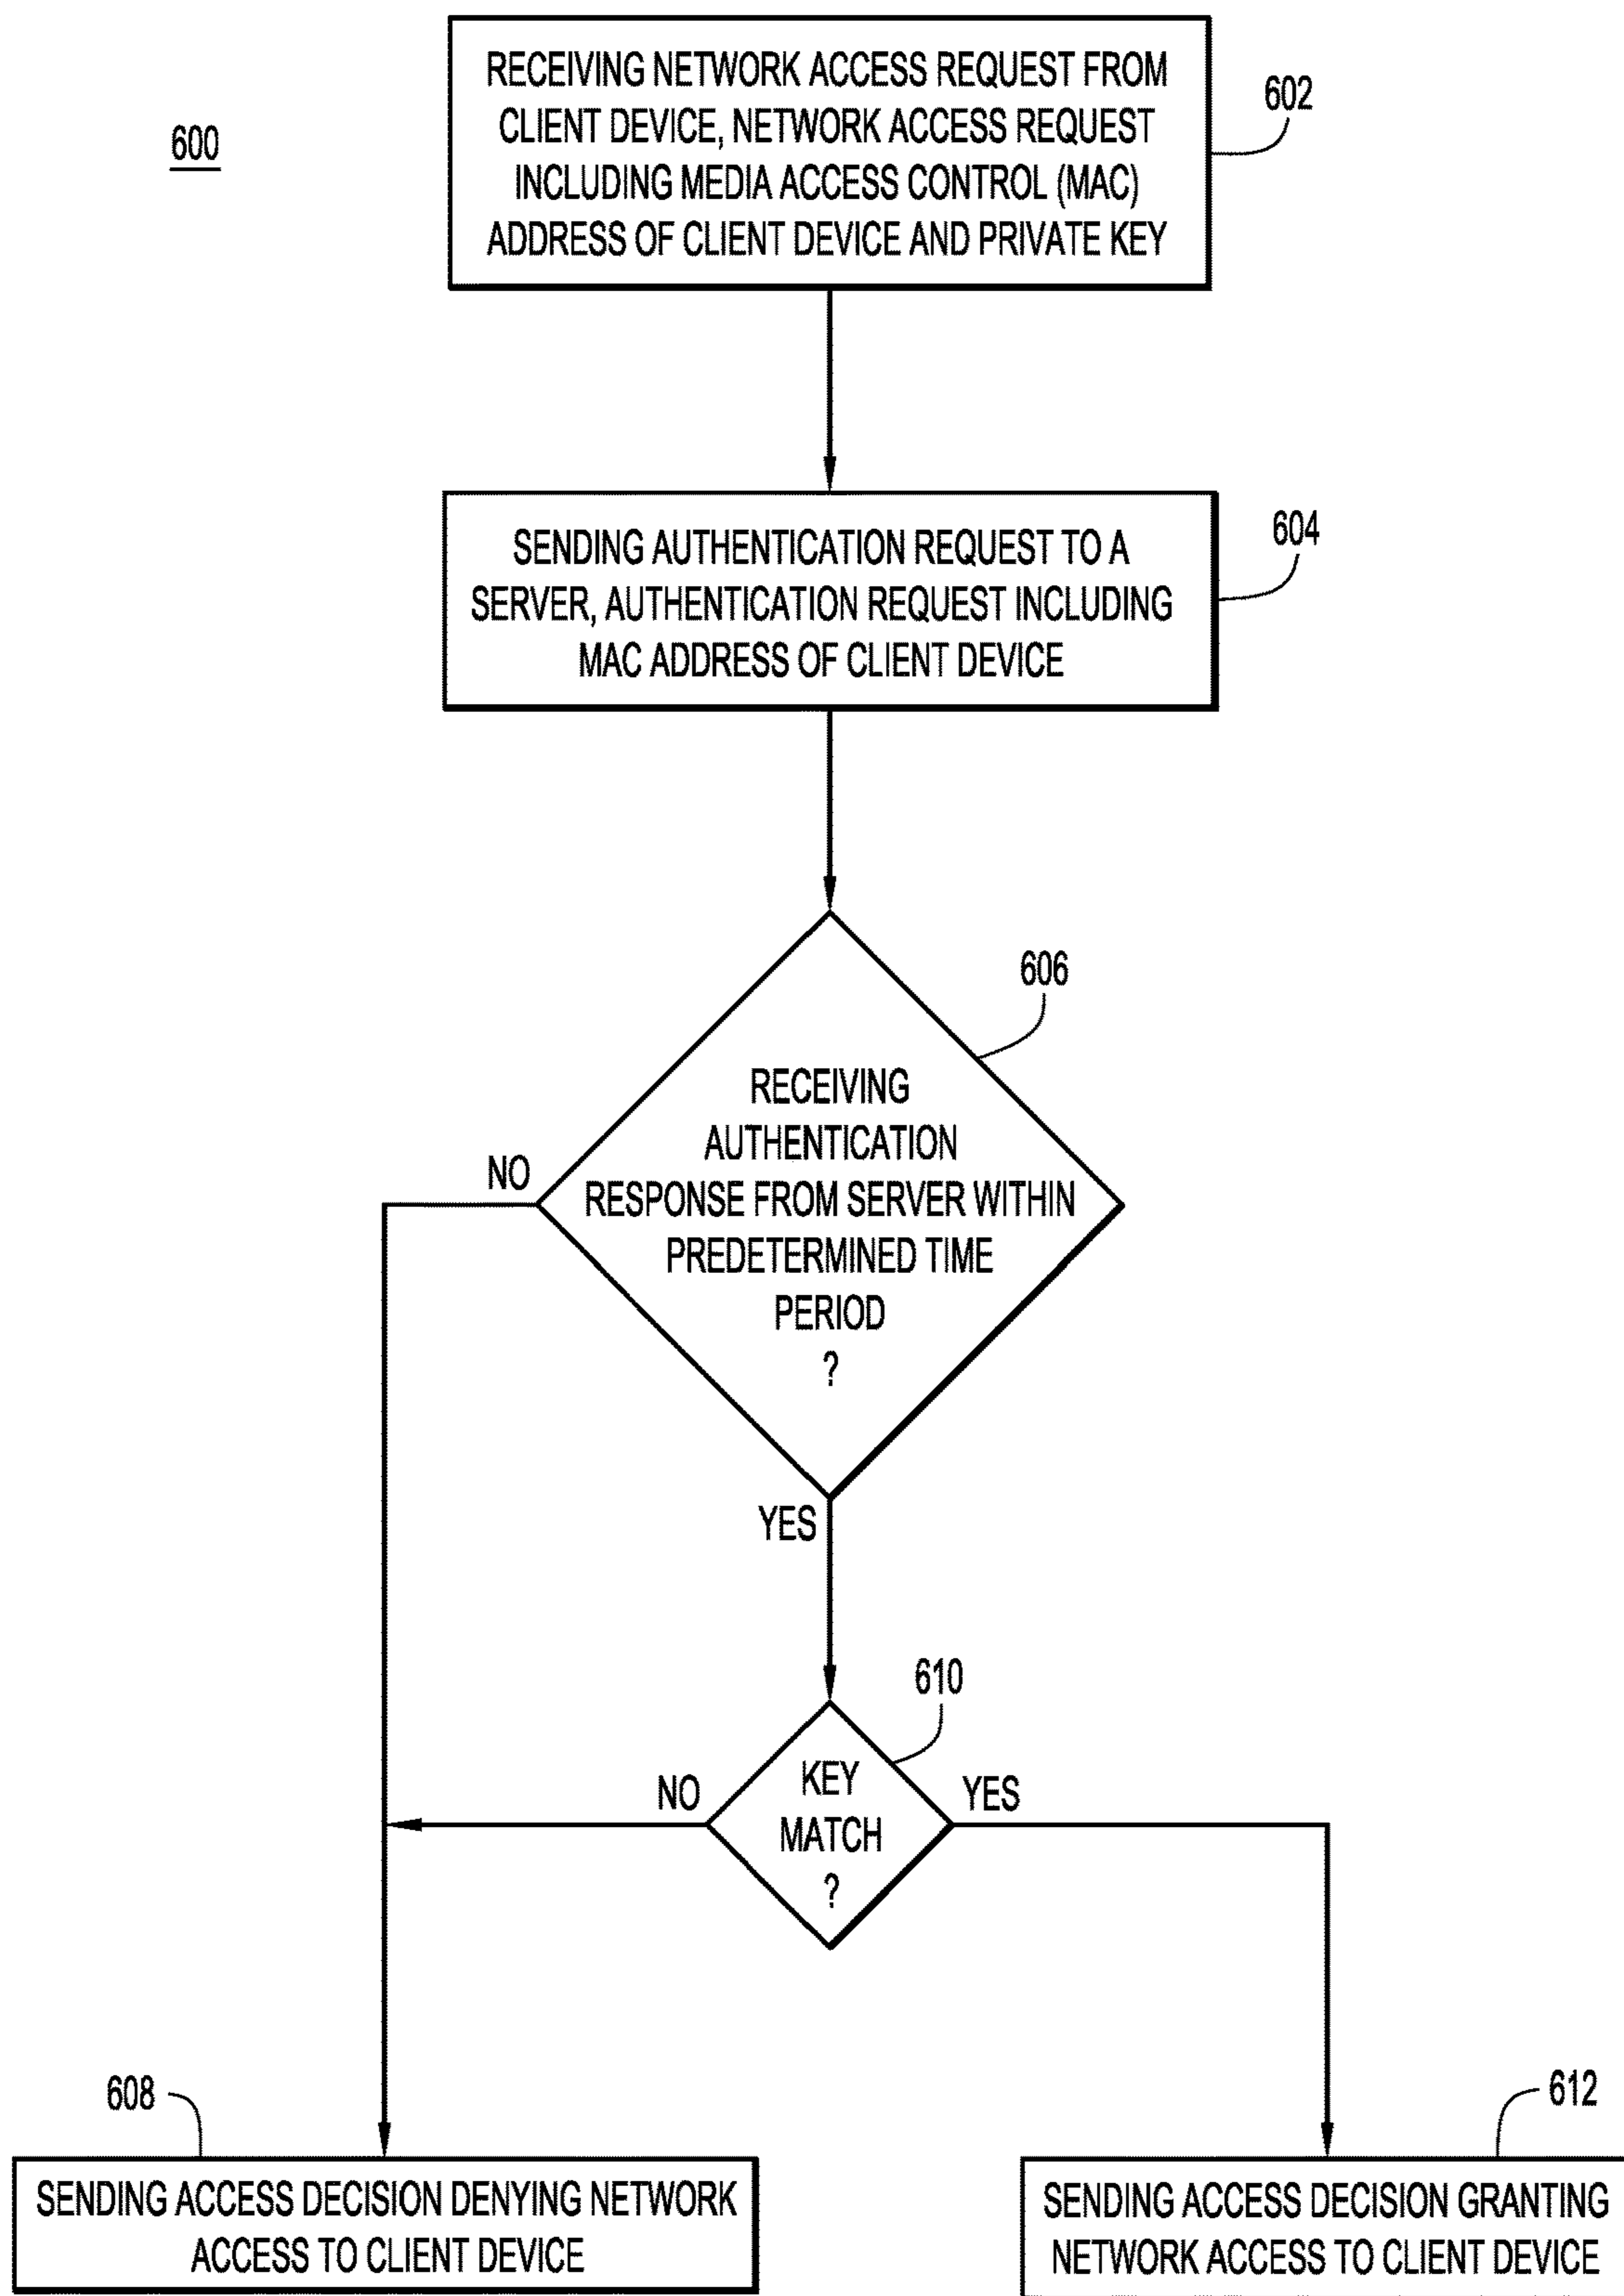 600
RECEIVING NETWORK ACCESS REQUEST FROM
CLIENT DEVICE, NETWORK ACCESS REQUEST
INCLUDING MEDIA ACCESS CONTROL (MAC)
ADDRESS OF CLIENT DEVICE AND PRIVATE KEY
602
SENDING AUTHENTICATION REQUEST TO A
SERVER, AUTHENTICATION REQUEST INCLUDING
MAC ADDRESS OF CLIENT DEVICE
604
606
RECEIVING
AUTHENTICATION
RESPONSE FROM SERVER WITHIN
PREDETERMINED TIME
PERIOD
?
NO
YES
610
KEY
MATCH
?
NO
YES
608
SENDING ACCESS DECISION DENYING NETWORK
ACCESS TO CLIENT DEVICE
612
SENDING ACCESS DECISION GRANTING
NETWORK ACCESS TO CLIENT DEVICE